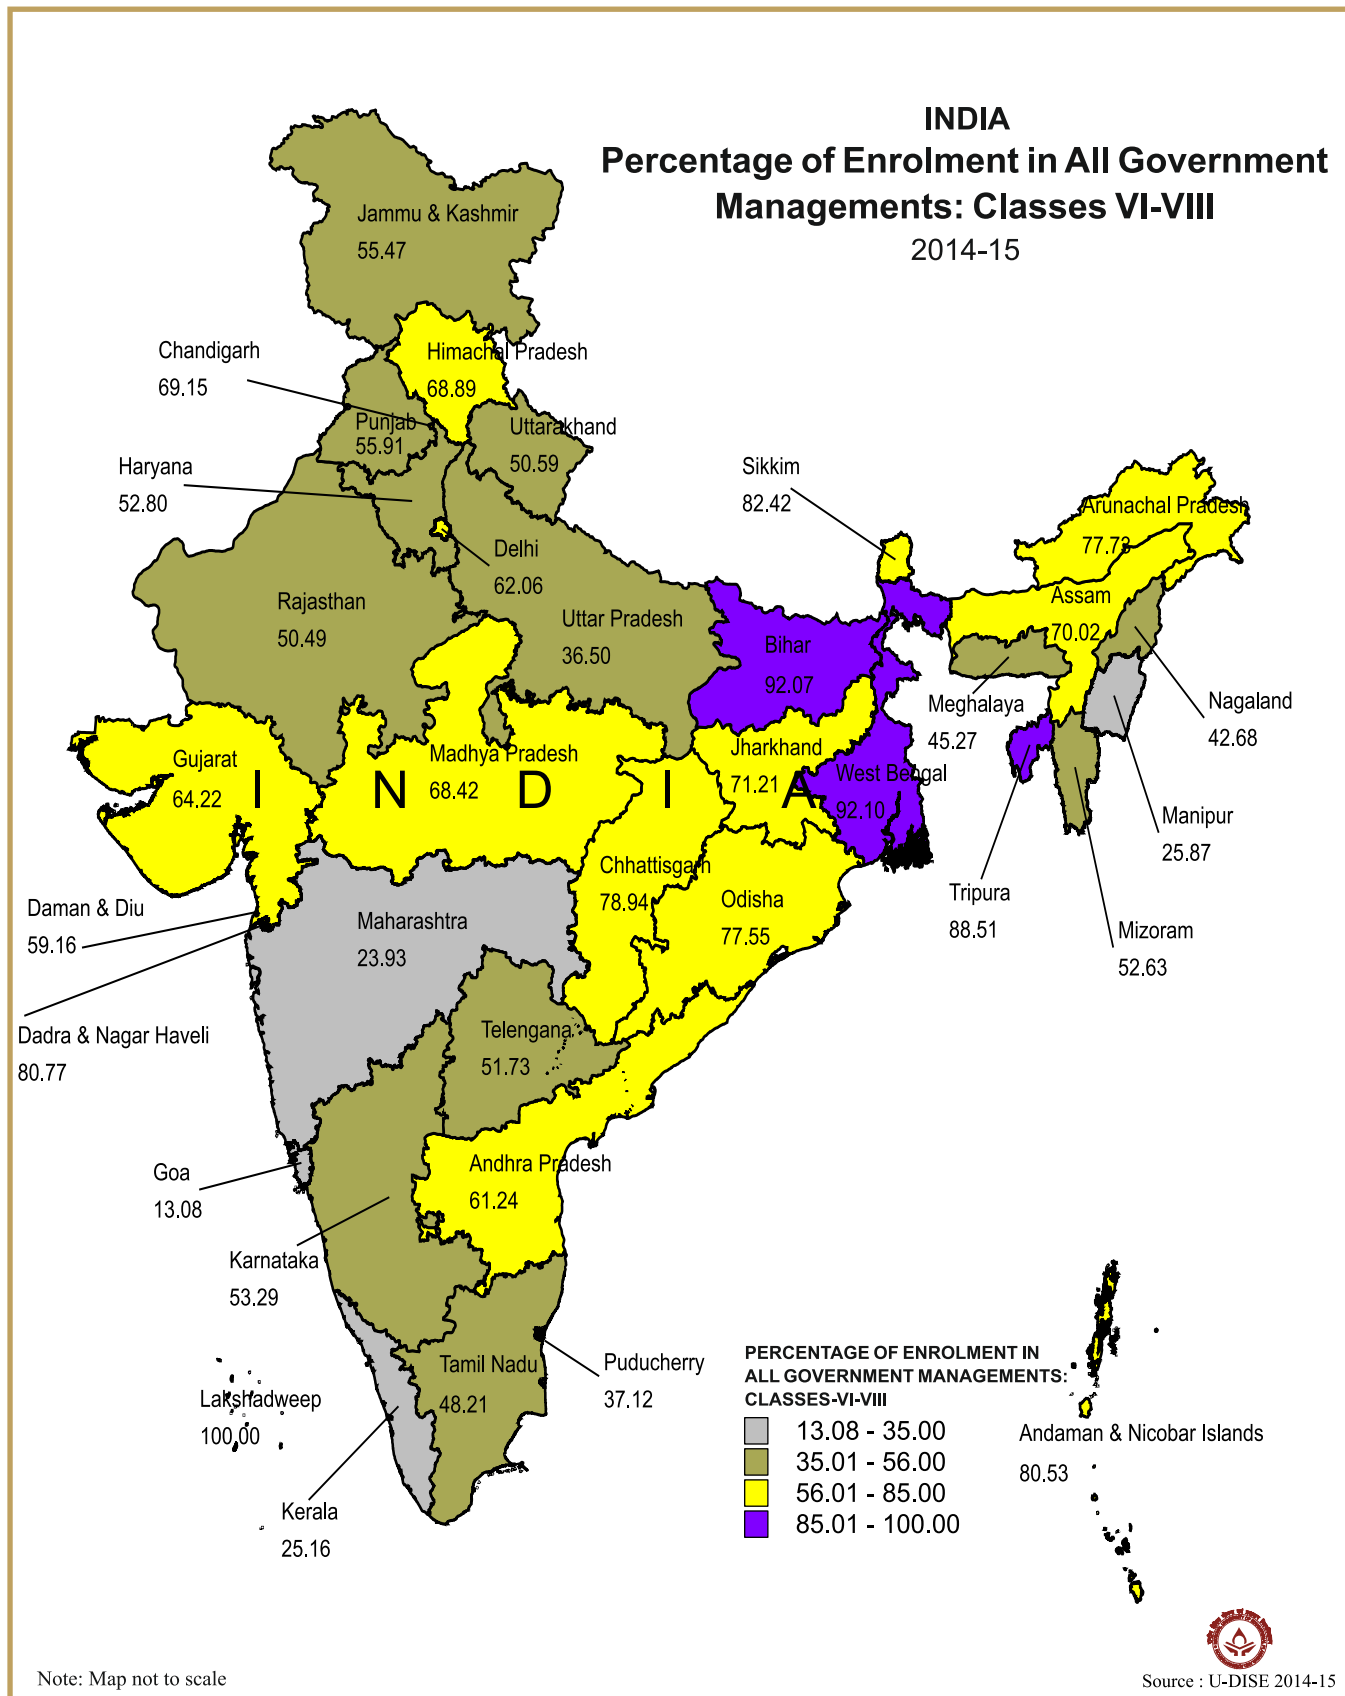 INDIA
Percentage of Enrolment in All Government
Managements: Classes VI-VIII
2014-15
Jammu & Kashmir
55.47
Chandigarh
69.15
Himachal Pradesh
68.89
Punjab
55.91
Uttarakhand
50.59
Haryana
52.80
Sikkim
82.42
Arunachal Pradesh
77.73
Delhi
62.06
Rajasthan
50.49
Uttar Pradesh
36.50
Bihar
92.07
Assam
70.02
Meghalaya
45.27
Nagaland
42.68
Gujarat
64.22
Madhya Pradesh
68.42
Jharkhand
71.21
West Bengal
92.10
I N D I A
Manipur
25.87
Chhattisgarh
78.94
Odisha
77.55
Tripura
88.51
Mizoram
52.63
Daman & Diu
59.16
Maharashtra
23.93
Dadra & Nagar Haveli
80.77
Telengana
51.73
Goa
13.08
Andhra Pradesh
61.24
Karnataka
53.29
Tamil Nadu
48.21
Puducherry
37.12
Lakshadweep
100.00
Kerala
25.16
PERCENTAGE OF ENROLMENT IN
ALL GOVERNMENT MANAGEMENTS:
CLASSES-VI-VIII
13.08 - 35.00
35.01 - 56.00
56.01 - 85.00
85.01 - 100.00
Andaman & Nicobar Islands
80.53
Note: Map not to scale
Source : U-DISE 2014-15